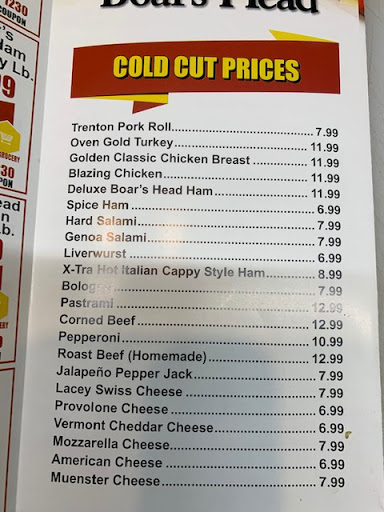 Boar's Head
COLD CUT PRICES
Trenton Pork Roll 7.99
Oven Gold Turkey 11.99
Golden Classic Chicken Breast 11.99
Blazing Chicken 11.99
Deluxe Boar's Head Ham 11.99
Spice Ham 6.99
Hard Salami 7.99
Genoa Salami 7.99
Liverwurst 6.99
X-Tra Hot Italian Cappy Style Ham 8.99
Bologna 7.99
Pastrami 12.99
Corned Beef 12.99
Pepperoni 10.99
Roast Beef (Homemade) 12.99
Jalapeño Pepper Jack 7.99
Lacey Swiss Cheese 7.99
Provolone Cheese 6.99
Vermont Cheddar Cheese 6.99
Mozzarella Cheese 7.99
American Cheese 6.99
Muenster Cheese 7.99
1230
COUPON
Lb.